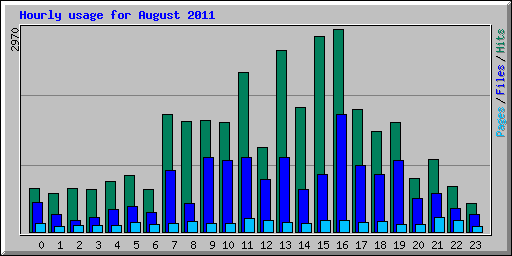 Hourly usage for August 2011
2970
Pages / Files / Hits
0 1 2 3 4 5 6 7 8 9 10 11 12 13 14 15 16 17 18 19 20 21 22 23